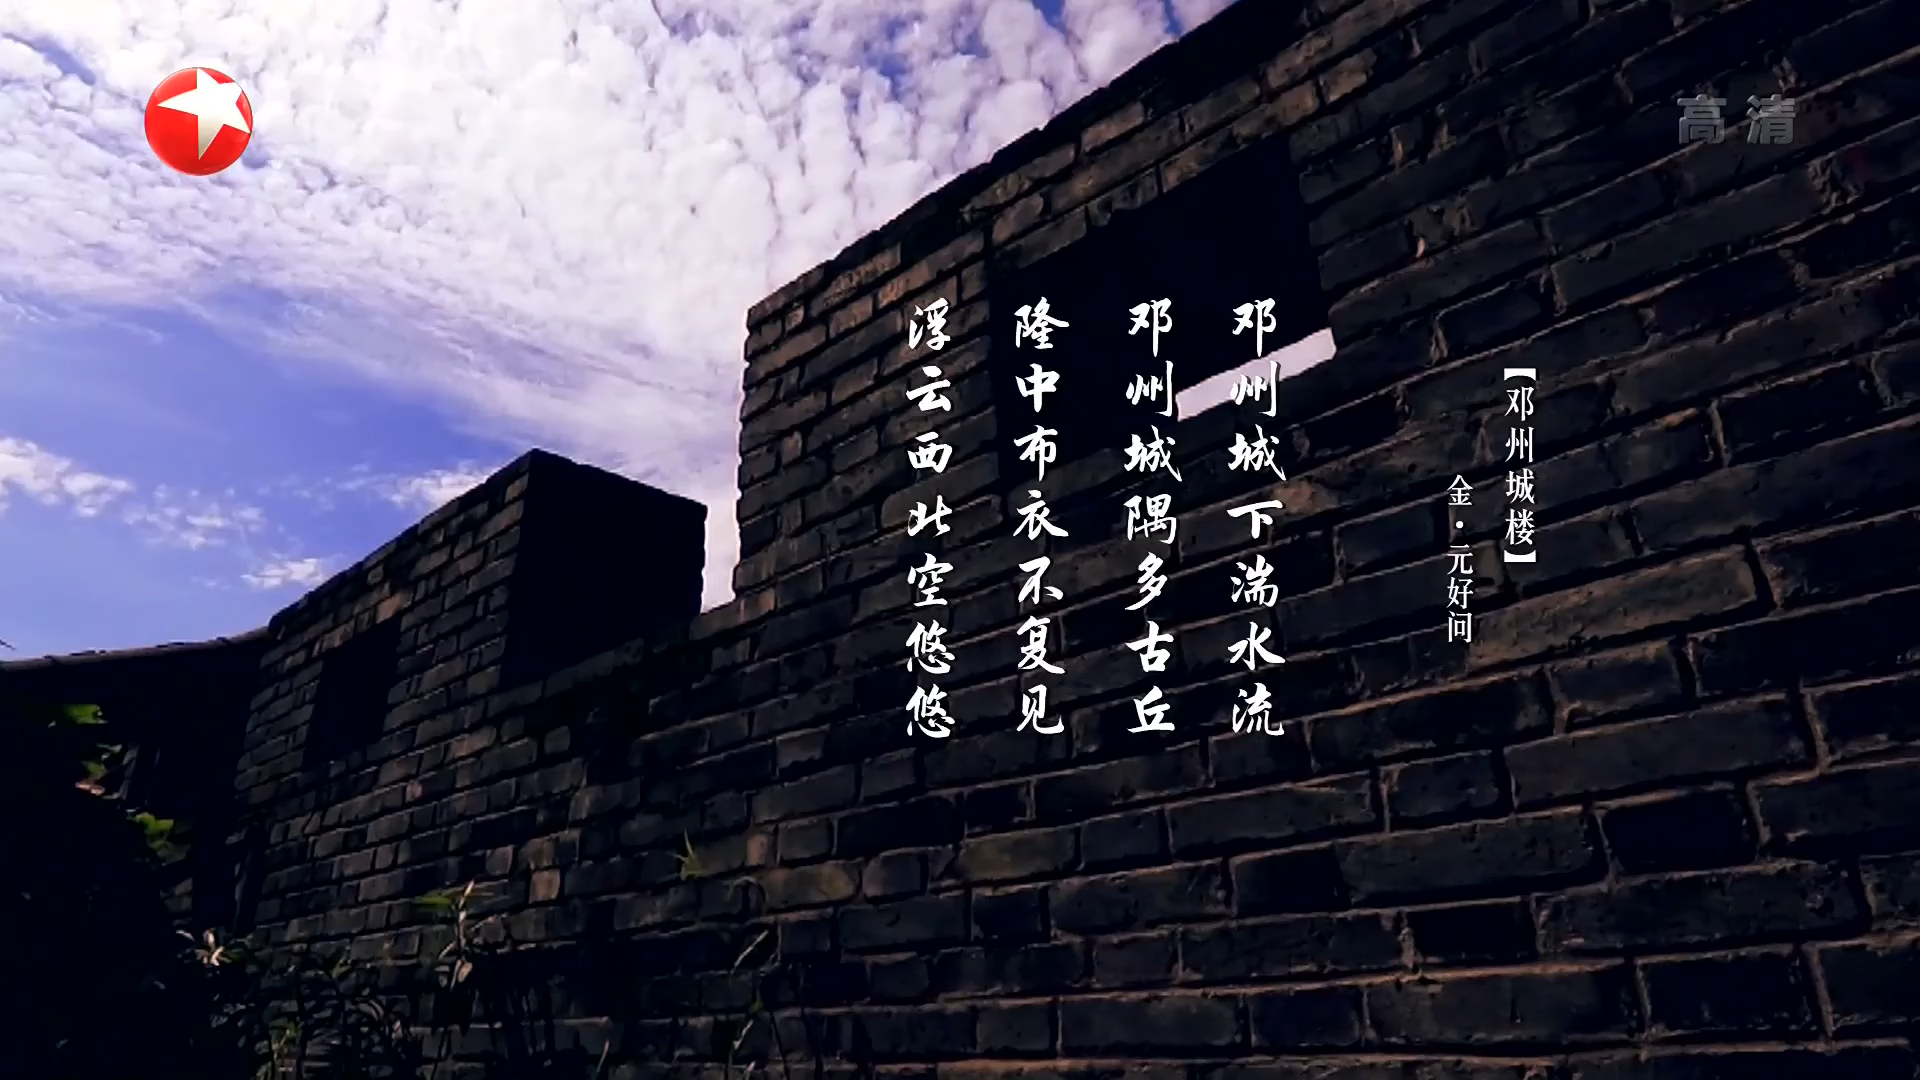 高清
【邓州城楼】
金·元好问
邓州城下湍水流
邓州城隅多古丘
隆中布衣不复见
浮云西北空悠悠